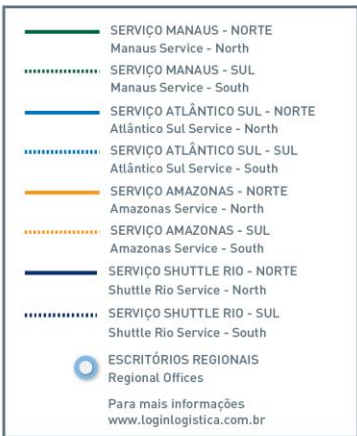 SERVIÇO MANAUS - NORTE
Manaus Service - North
SERVIÇO MANAUS - SUL
Manaus Service - South
SERVIÇO ATLÂNTICO SUL - NORTE
Atlântico Sul Service - North
SERVIÇO ATLÂNTICO SUL - SUL
Atlântico Sul Service - South
SERVIÇO AMAZONAS - NORTE
Amazonas Service - North
SERVIÇO AMAZONAS - SUL
Amazonas Service - South
SERVIÇO SHUTTLE RIO - NORTE
Shuttle Rio Service - North
SERVIÇO SHUTTLE RIO - SUL
Shuttle Rio Service - South
ESCRITÓRIOS REGIONAIS
Regional Offices
Para mais informações
www.loginlogistica.com.br